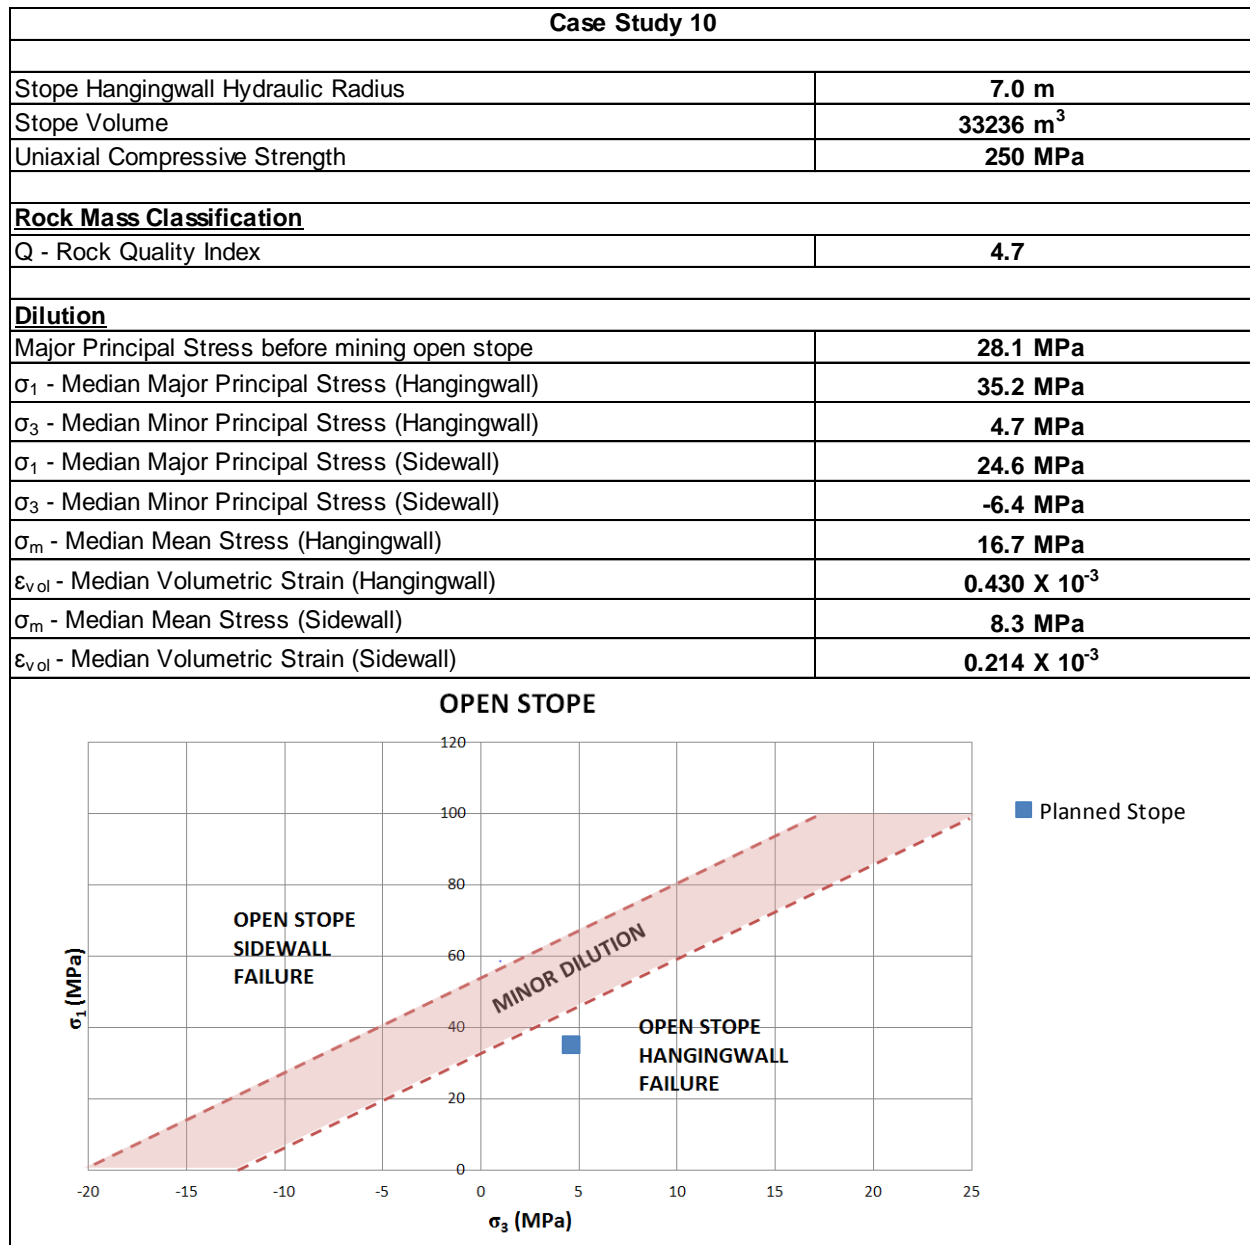 Case Study 10
Stope Hangingwall Hydraulic Radius 7.0 m
Stope Volume 33236 m³
Uniaxial Compressive Strength 250 MPa
Rock Mass Classification
Q - Rock Quality Index 4.7
Dilution
Major Principal Stress before mining open stope 28.1 MPa
σ₁ - Median Major Principal Stress (Hangingwall) 35.2 MPa
σ₃ - Median Minor Principal Stress (Hangingwall) 4.7 MPa
σ₁ - Median Major Principal Stress (Sidewall) 24.6 MPa
σ₃ - Median Minor Principal Stress (Sidewall) -6.4 MPa
σₘ - Median Mean Stress (Hangingwall) 16.7 MPa
εᵥₒₗ - Median Volumetric Strain (Hangingwall) 0.430 X 10⁻³
σₘ - Median Mean Stress (Sidewall) 8.3 MPa
εᵥₒₗ - Median Volumetric Strain (Sidewall) 0.214 X 10⁻³
OPEN STOPE
120
100
80
60
40
20
0
σ₁ (MPa)
OPEN STOPE
SIDEWALL
FAILURE
MINOR DILUTION
OPEN STOPE
HANGINGWALL
FAILURE
Planned Stope
-20 -15 -10 -5 0 5 10 15 20 25
σ₃ (MPa)